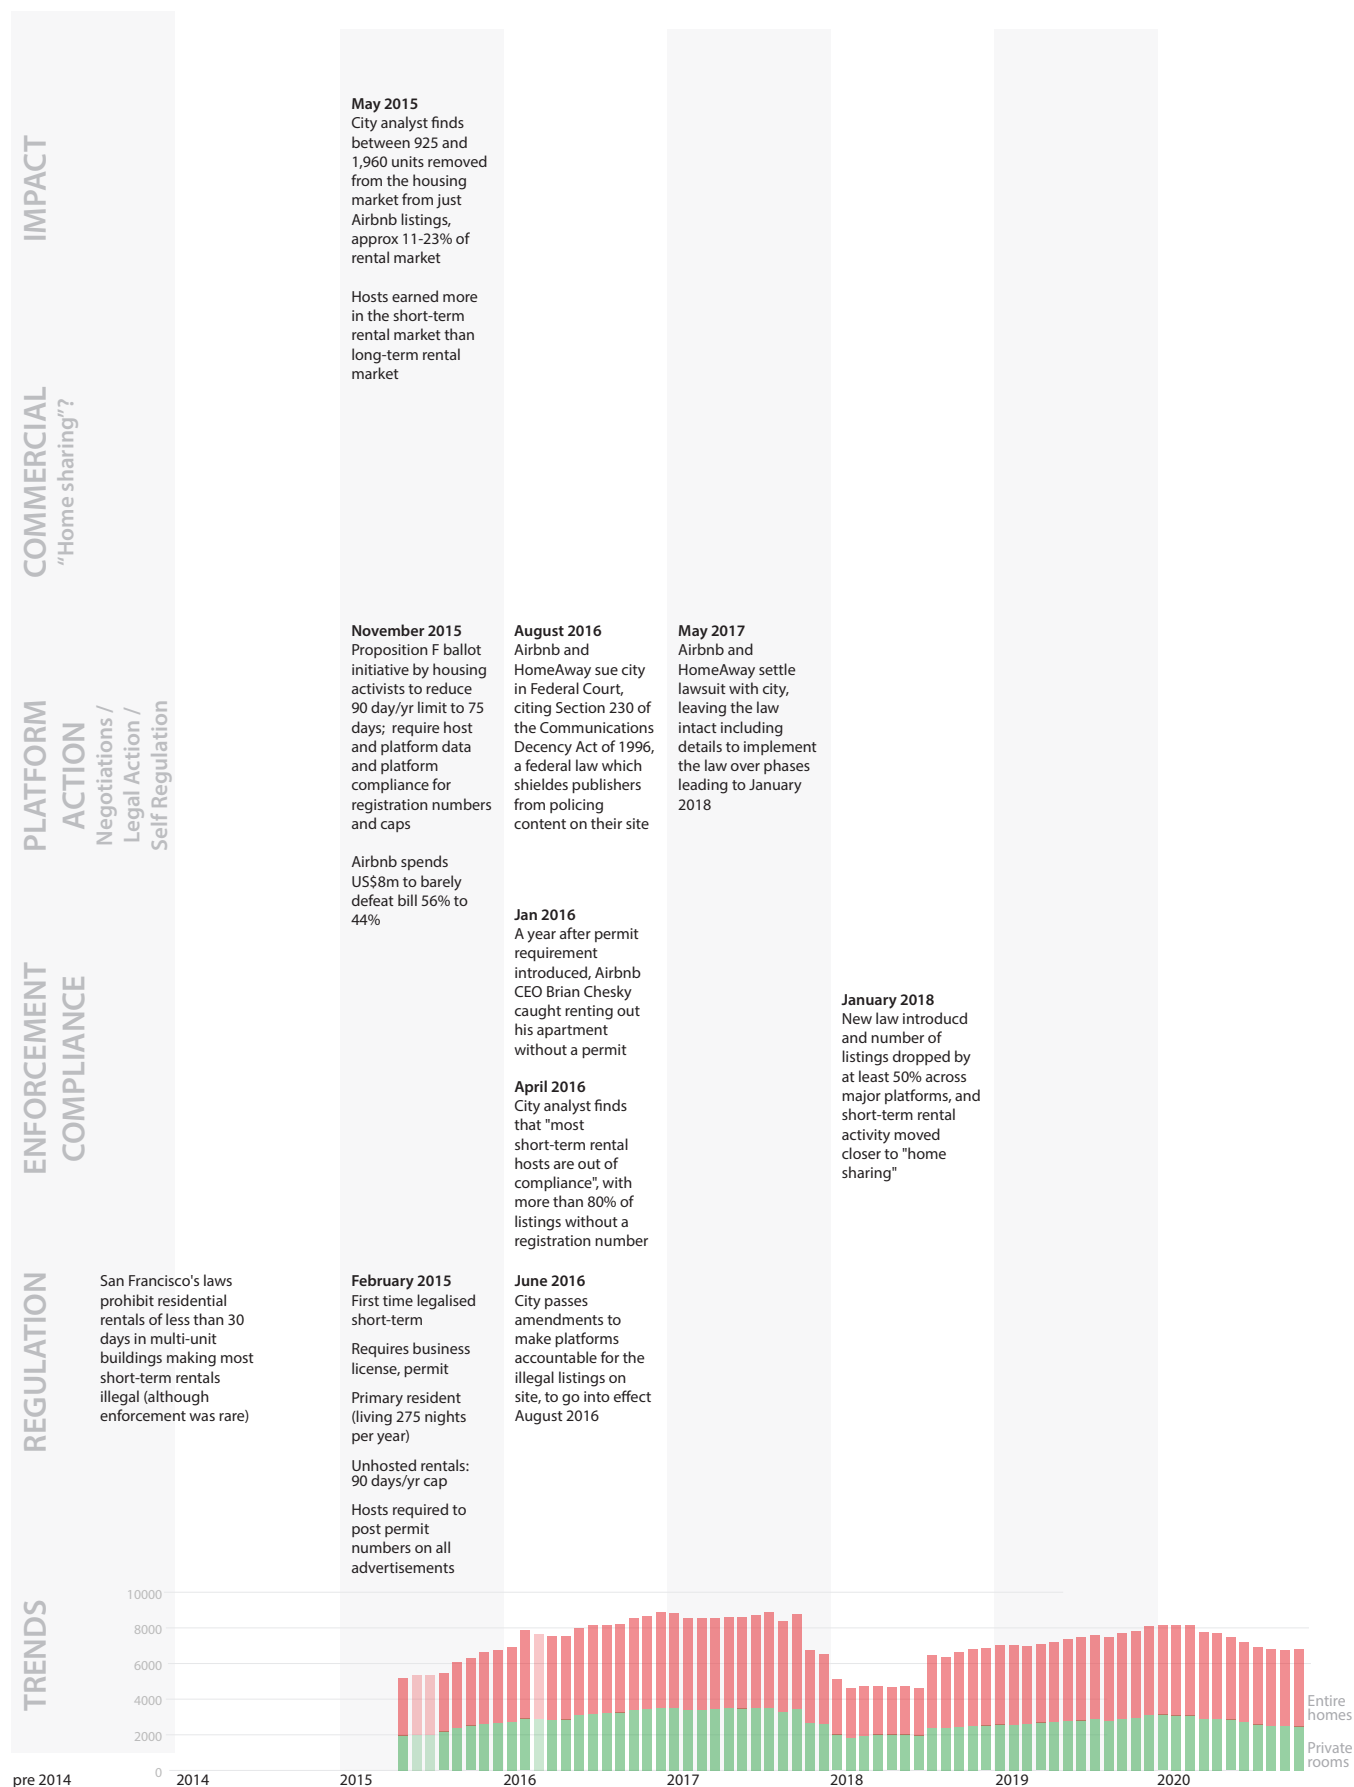 IMPACT
May 2015
City analyst finds
between 925 and
1,960 units removed
from the housing
market from just
Airbnb listings,
approx 11-23% of
rental market
Hosts earned more
in the short-term
rental market than
long-term rental
market
COMMERCIAL
"Home sharing"?
PLATFORM
ACTION
Negotiations /
Legal Action /
Self Regulation
November 2015
Proposition F ballot
initiative by housing
activists to reduce
90 day/yr limit to 75
days; require host
and platform data
and platform
compliance for
registration numbers
and caps
Airbnb spends
US$8m to barely
defeat bill 56% to
44%
August 2016
Airbnb and
HomeAway sue city
in Federal Court,
citing Section 230 of
the Communications
Decency Act of 1996,
a federal law which
shieldes publishers
from policing
content on their site
May 2017
Airbnb and
HomeAway settle
lawsuit with city,
leaving the law
intact including
details to implement
the law over phases
leading to January
2018
ENFORCEMENT
COMPLIANCE
Jan 2016
A year after permit
requirement
introduced, Airbnb
CEO Brian Chesky
caught renting out
his apartment
without a permit
April 2016
City analyst finds
that "most
short-term rental
hosts are out of
compliance", with
more than 80% of
listings without a
registration number
January 2018
New law introducd
and number of
listings dropped by
at least 50% across
major platforms, and
short-term rental
activity moved
closer to "home
sharing"
REGULATION
San Francisco's laws
prohibit residential
rentals of less than 30
days in multi-unit
buildings making most
short-term rentals
illegal (although
enforcement was rare)
February 2015
First time legalised
short-term
Requires business
license, permit
Primary resident
(living 275 nights
per year)
Unhosted rentals:
90 days/yr cap
Hosts required to
post permit
numbers on all
advertisements
June 2016
City passes
amendments to
make platforms
accountable for the
illegal listings on
site, to go into effect
August 2016
TRENDS
10000
8000
6000
4000
2000
0
Entire
homes
Private
rooms
pre 2014
2014
2015
2016
2017
2018
2019
2020